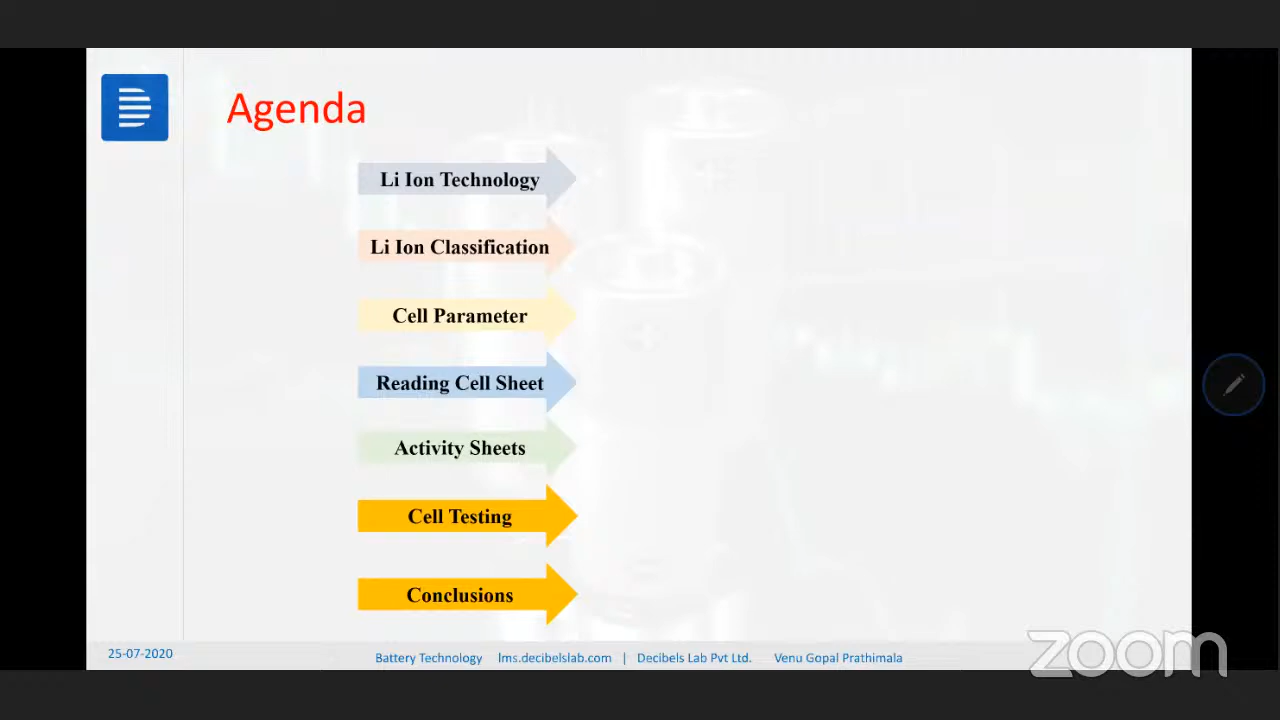 Agenda
Li Ion Technology
Li Ion Classification
Cell Parameter
Reading Cell Sheet
Activity Sheets
Cell Testing
Conclusions
25-07-2020
Battery Technology lms.decibelslab.com | Decibels Lab Pvt Ltd. Venu Gopal Prathimala
zoom